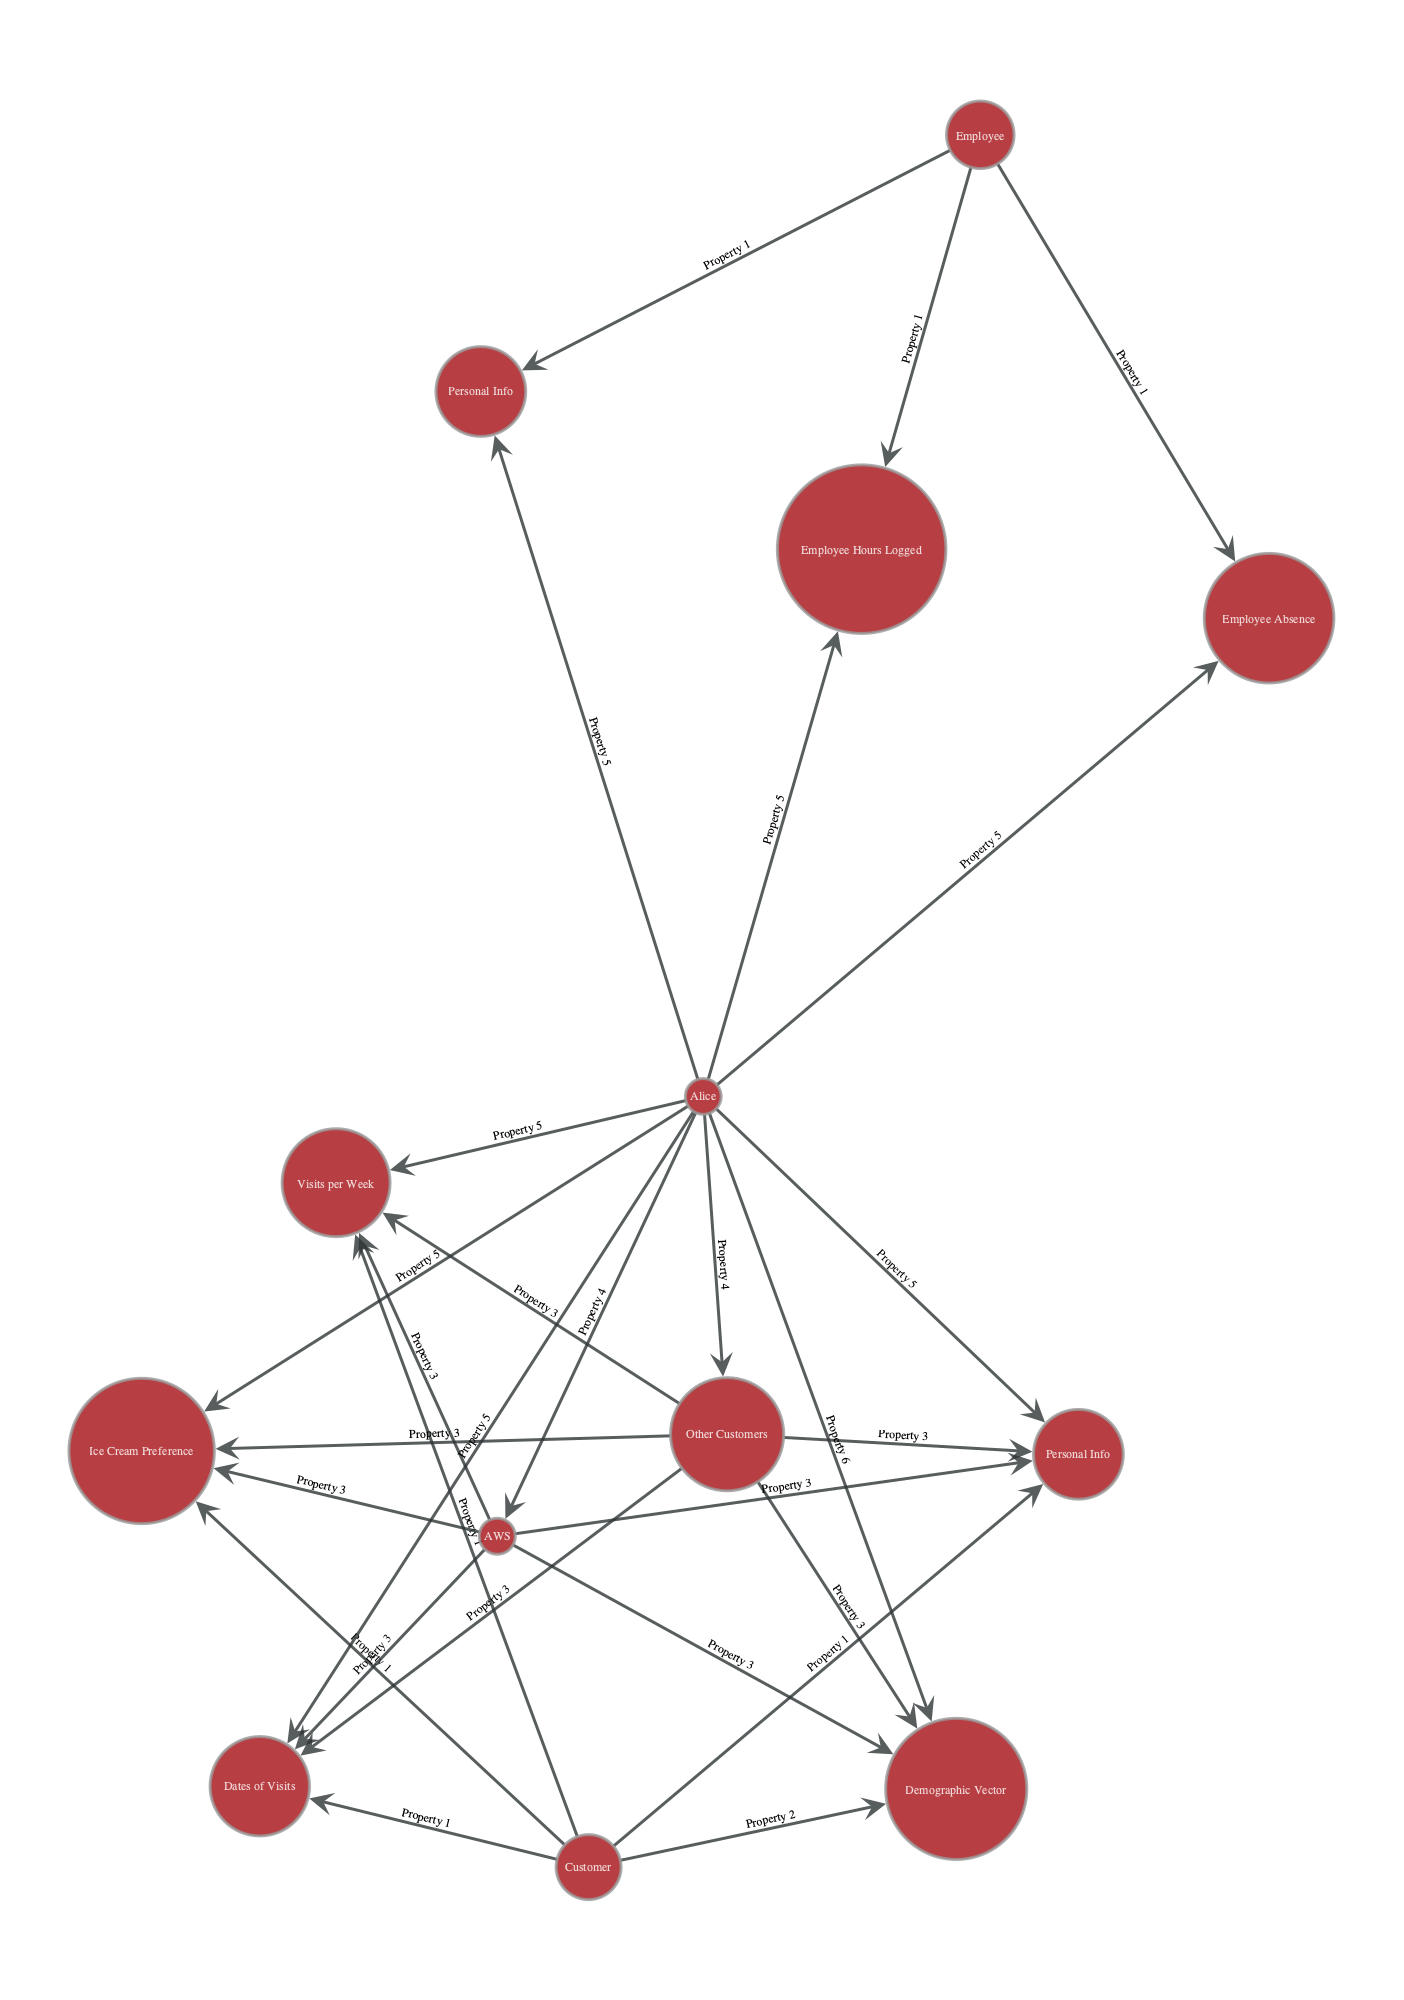 Employee
Property 1
Property 1
Property 1
Personal Info
Employee Hours Logged
Employee Absence
Property 5
Property 5
Property 5
Alice
Property 5
Visits per Week
Property 5
Property 4
Property 4
Property 5
Property 3
Property 3
Property 5
Property 3
Other Customers
Property 3
Property 6
Ice Cream Preference
Personal Info
Property 3
Property 3
Property
AWS
Property 3
Property 3
Property 1
Property 3
Property 3
Property 1
Dates of Visits
Demographic Vector
Property 1
Property 2
Customer